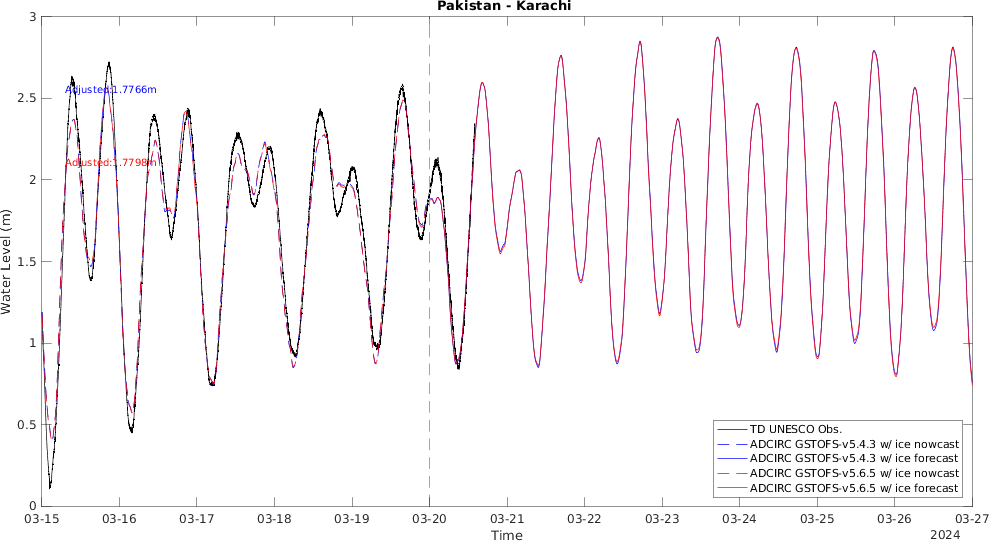 Pakistan - Karachi
3
2.5
2
1.5
1
0.5
0
Water Level (m)
Adjusted:1.7766m
Adjusted:1.7798m
TD UNESCO Obs.
ADCIRC GSTOFS-v5.4.3 w/ ice nowcast
ADCIRC GSTOFS-v5.4.3 w/ ice forecast
ADCIRC GSTOFS-v5.6.5 w/ ice nowcast
ADCIRC GSTOFS-v5.6.5 w/ ice forecast
03-15 03-16 03-17 03-18 03-19 03-20 03-21 03-22 03-23 03-24 03-25 03-26 03-27
Time
2024